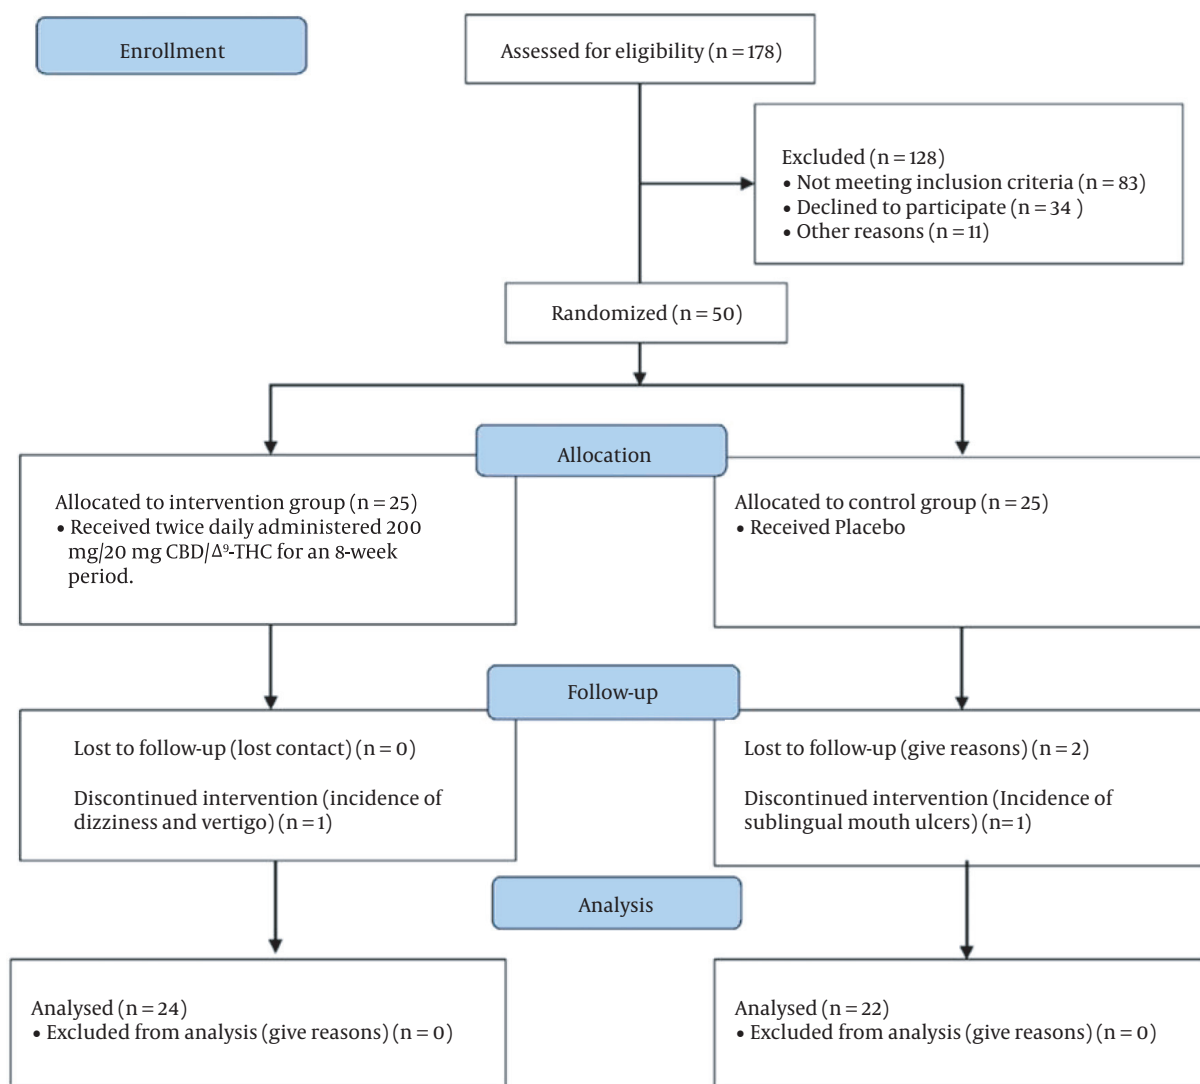 Enrollment
Assessed for eligibility (n = 178)
Excluded (n = 128)
• Not meeting inclusion criteria (n = 83)
• Declined to participate (n = 34 )
• Other reasons (n = 11)
Randomized (n = 50)
Allocation
Allocated to intervention group (n = 25)
• Received twice daily administered 200
mg/20 mg CBD/Δ⁹-THC for an 8-week
period.
Allocated to control group (n = 25)
• Received Placebo
Follow-up
Lost to follow-up (lost contact) (n = 0)
Discontinued intervention (incidence of
dizziness and vertigo) (n = 1)
Lost to follow-up (give reasons) (n = 2)
Discontinued intervention (Incidence of
sublingual mouth ulcers) (n= 1)
Analysis
Analysed (n = 24)
• Excluded from analysis (give reasons) (n = 0)
Analysed (n = 22)
• Excluded from analysis (give reasons) (n = 0)